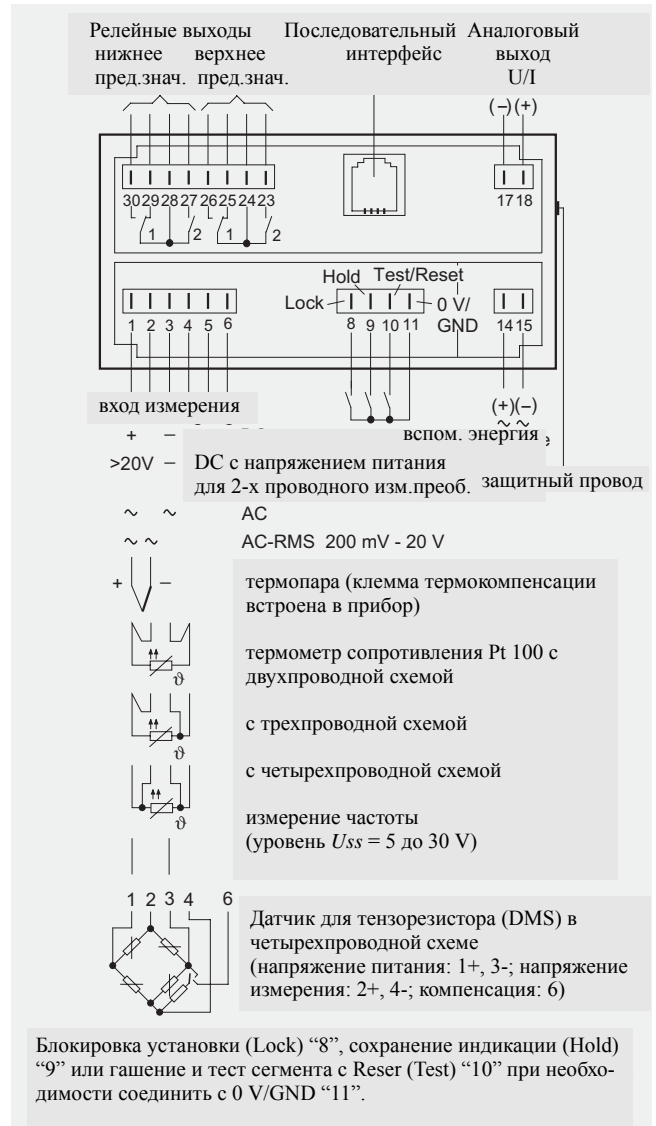 Релейные выходы Последовательный Аналоговый
нижнее верхнее интерфейс выход
пред.знач. пред.знач. U/I
(−)(+)
30 29 28 27 26 25 24 23 17 18
1 2 1 2
Hold Test/Reset
Lock 0 V/
GND
1 2 3 4 5 6 8 9 10 11 14 15
вход измерения (+)(−)
~ ~
+ − вспом. энергия
>20V − DC с напряжением питания
для 2-х проводного изм.преоб. защитный провод
~ ~ AC
~ ~ AC-RMS 200 mV - 20 V
+ − термопара (клемма термокомпенсации
встроена в прибор)
термометр сопротивления Pt 100 с
двухпроводной схемой
ϑ
с трехпроводной схемой
ϑ
с четырехпроводной схемой
ϑ
измерение частоты
(уровень Uss = 5 до 30 V)
1 2 3 4 6
Датчик для тензорезистора (DMS) в
четырехпроводной схеме
(напряжение питания: 1+, 3-; напряжение
измерения: 2+, 4-; компенсация: 6)
Блокировка установки (Lock) “8”, сохранение индикации (Hold)
“9” или гашение и тест сегмента с Reser (Test) “10” при необхо-
димости соединить с 0 V/GND “11”.